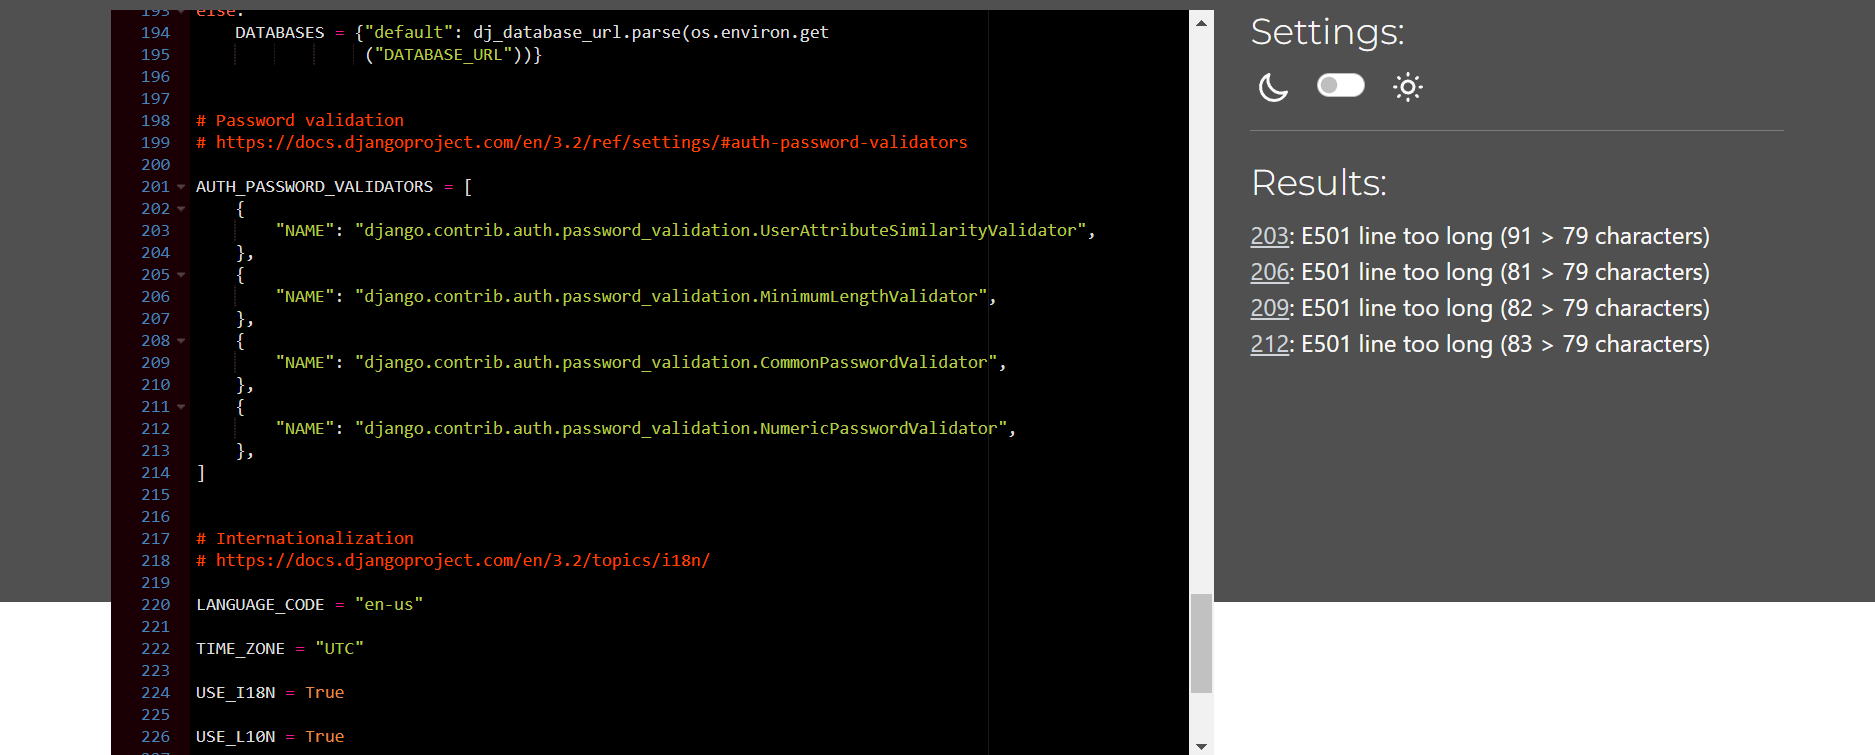 193 else:
194     DATABASES = {"default": dj_database_url.parse(os.environ.get
195                  ("DATABASE_URL"))}
196
197
198 # Password validation
199 # https://docs.djangoproject.com/en/3.2/ref/settings/#auth-password-validators
200
201 AUTH_PASSWORD_VALIDATORS = [
202     {
203         "NAME": "django.contrib.auth.password_validation.UserAttributeSimilarityValidator",
204     },
205     {
206         "NAME": "django.contrib.auth.password_validation.MinimumLengthValidator",
207     },
208     {
209         "NAME": "django.contrib.auth.password_validation.CommonPasswordValidator",
210     },
211     {
212         "NAME": "django.contrib.auth.password_validation.NumericPasswordValidator",
213     },
214 ]
215
216
217 # Internationalization
218 # https://docs.djangoproject.com/en/3.2/topics/i18n/
219
220 LANGUAGE_CODE = "en-us"
221
222 TIME_ZONE = "UTC"
223
224 USE_I18N = True
225
226 USE_L10N = True
Settings:
Results:
203: E501 line too long (91 > 79 characters)
206: E501 line too long (81 > 79 characters)
209: E501 line too long (82 > 79 characters)
212: E501 line too long (83 > 79 characters)